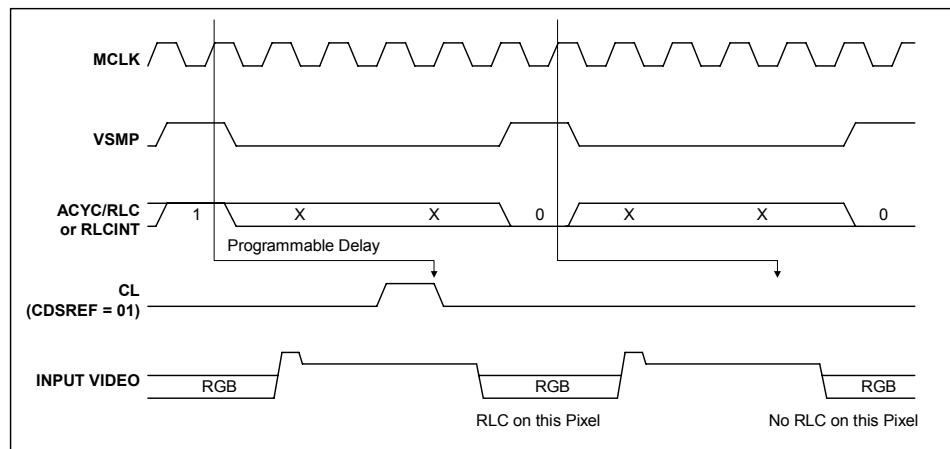 MCLK
VSMP
ACYC/RLC
or RLCINT
1 X X 0 X X 0
Programmable Delay
CL
(CDSREF = 01)
INPUT VIDEO
RGB RGB RGB
RLC on this Pixel No RLC on this Pixel